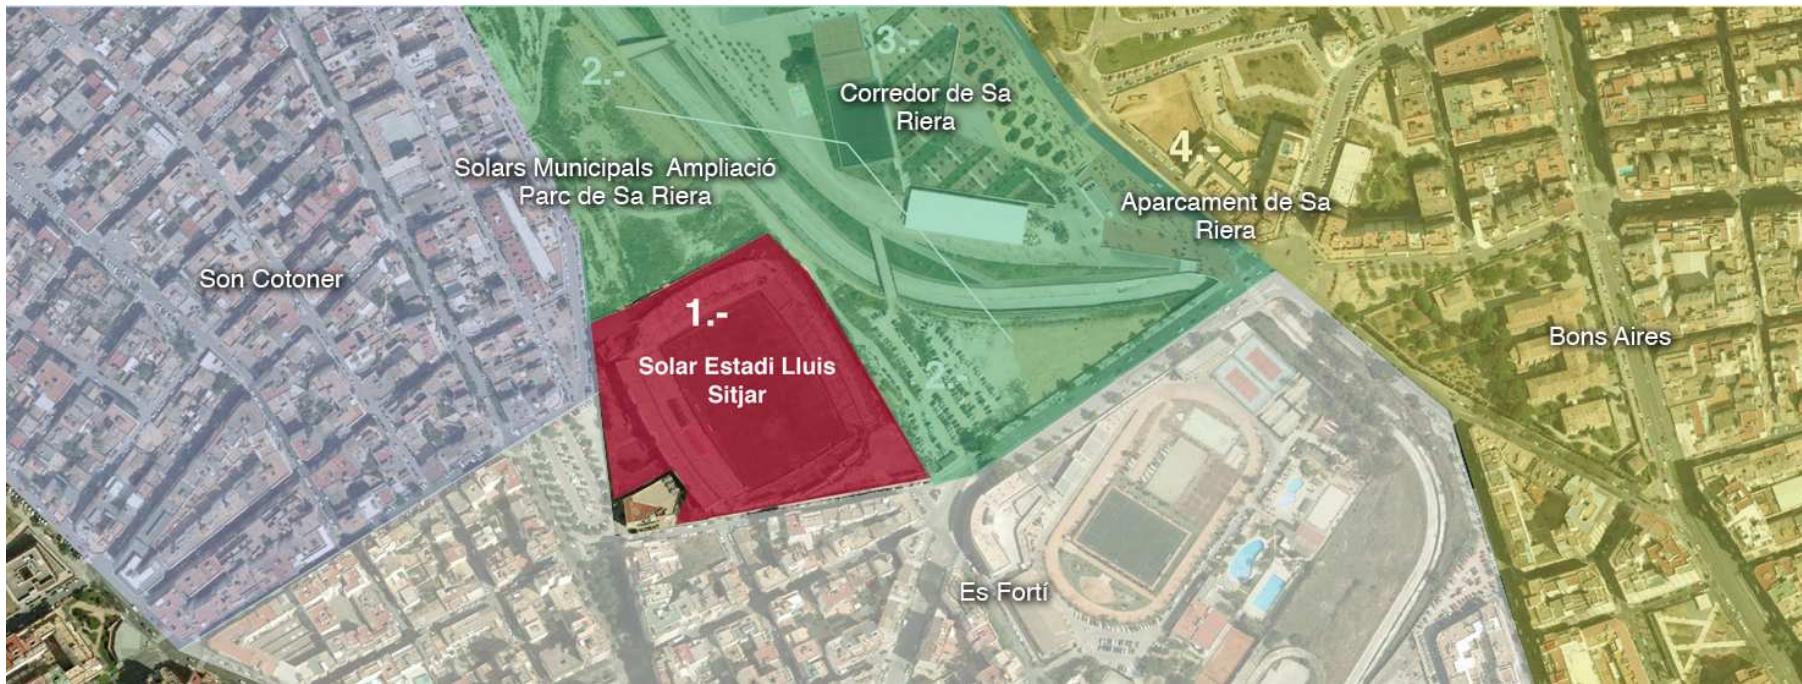 2.-
3.-
Corredor de Sa
Riera
4.-
Solars Municipals Ampliació
Parc de Sa Riera
Aparcament de Sa
Riera
Son Cotoner
1.-
Solar Estadi Lluis
Sitjar
Bons Aires
2.-
Es Fortí